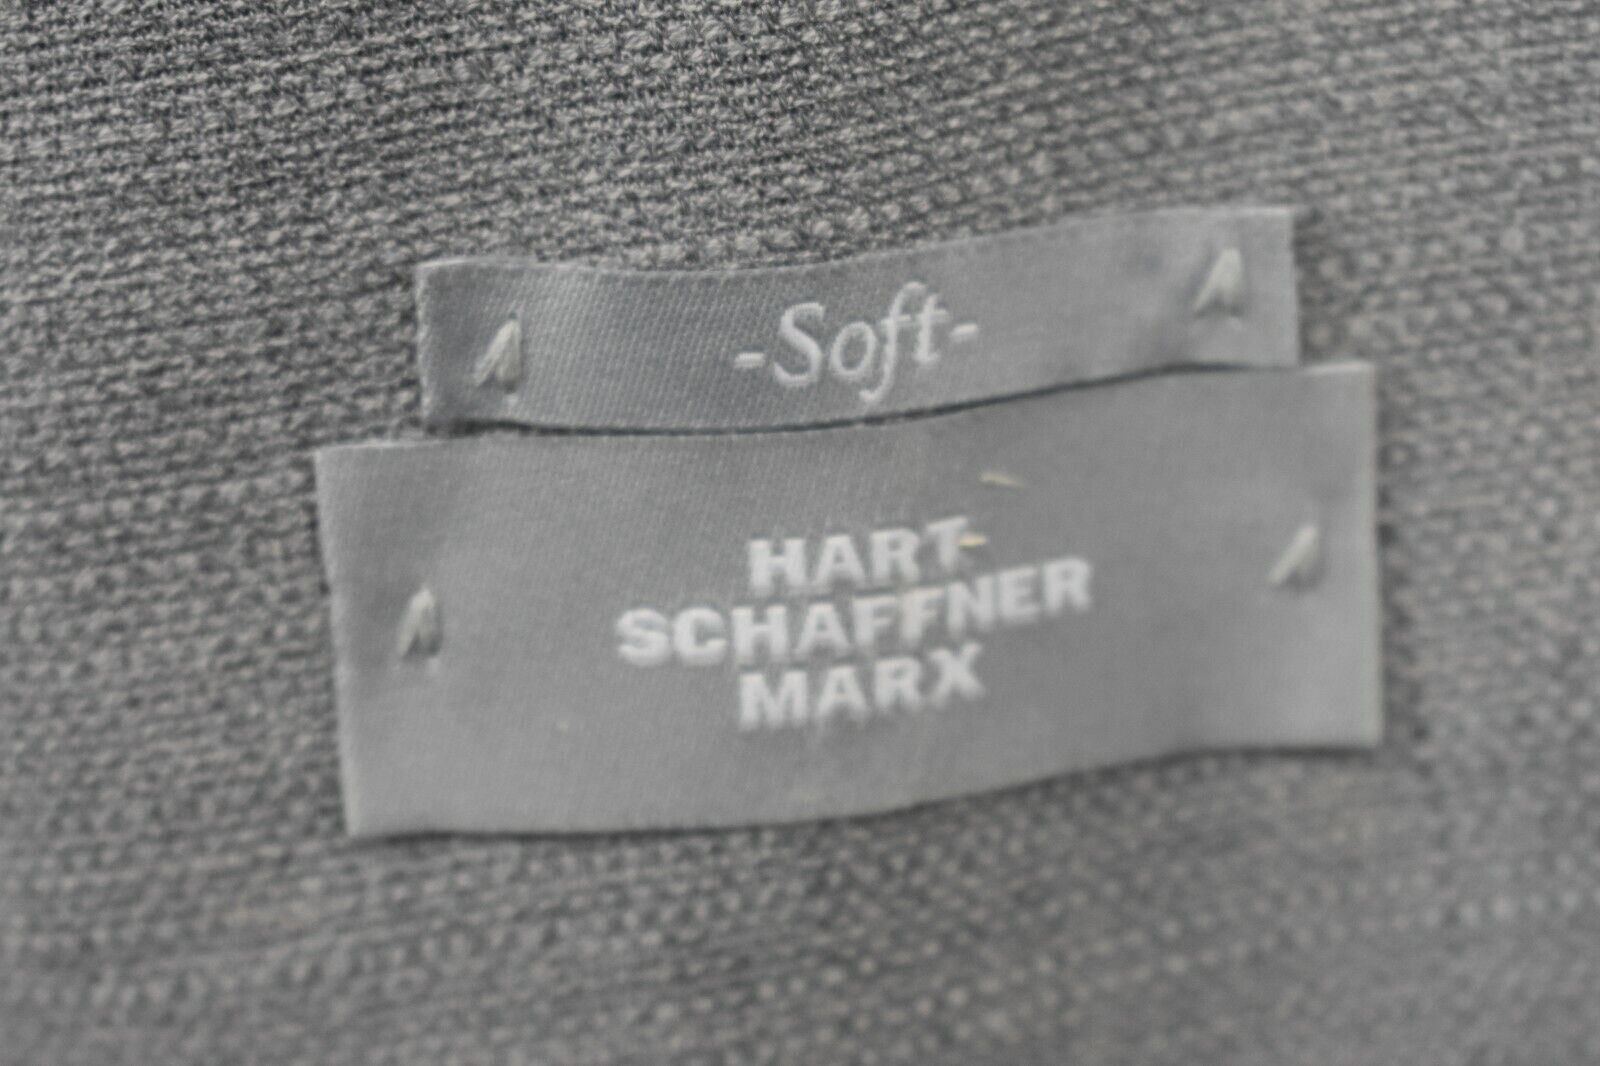 -Soft-
HART
SCHAFFNER
MARX